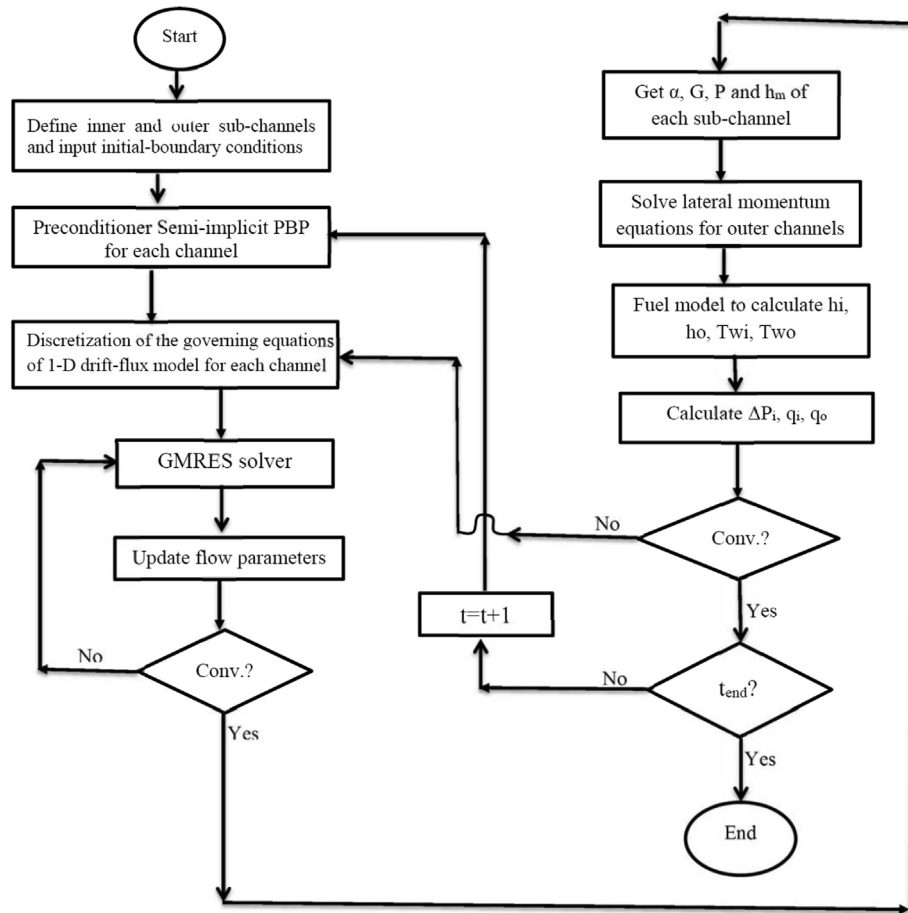 Start
Define inner and outer sub-channels
and input initial-boundary conditions
Preconditioner Semi-implicit PBP
for each channel
Discretization of the governing equations
of 1-D drift-flux model for each channel
GMRES solver
Update flow parameters
Conv.?
No
Yes
Get α, G, P and hₘ of
each sub-channel
Solve lateral momentum
equations for outer channels
Fuel model to calculate hi,
ho, Twi, Two
Calculate ΔPᵢ, qᵢ, qₒ
Conv.?
No
Yes
t=t+1
t_end?
No
Yes
End